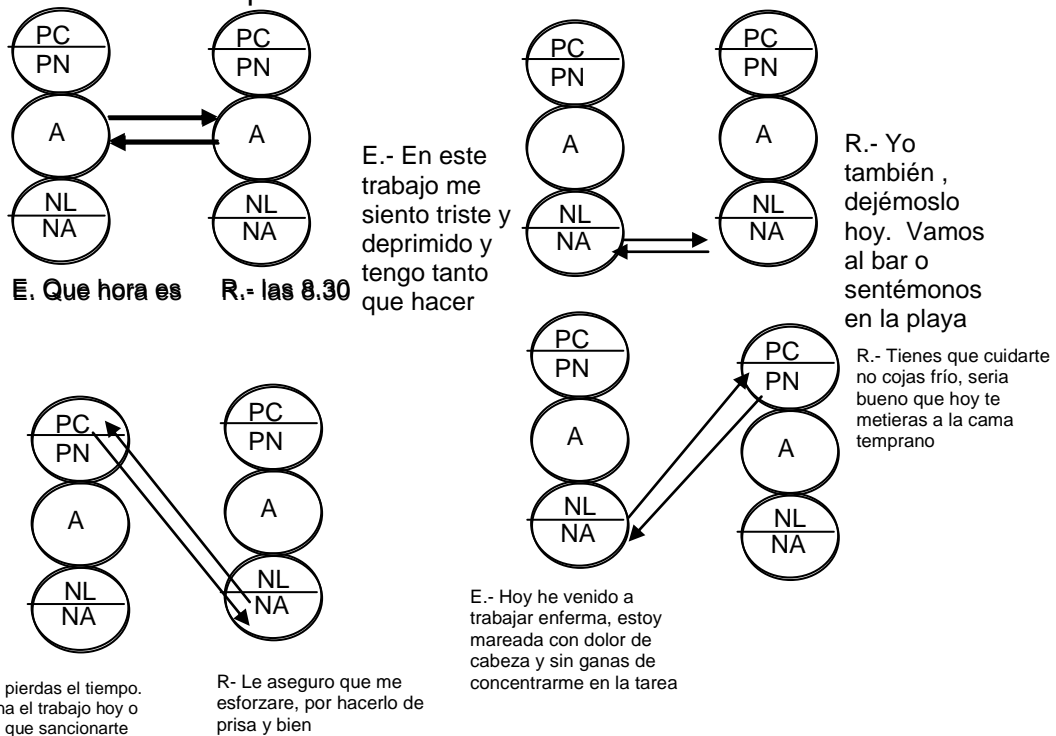 PC
PN
A
NL
NA
PC
PN
A
NL
NA
E. Que hora es
R.- las 8.30
E.- En este
trabajo me
siento triste y
deprimido y
tengo tanto
que hacer
PC
PN
A
NL
NA
PC
PN
A
NL
NA
R.- Yo
también ,
dejémoslo
hoy. Vamos
al bar o
sentémonos
en la playa
PC
PN
A
NL
NA
PC
PN
A
NL
NA
pierdas el tiempo.
el trabajo hoy o
que sancionarte
R- Le aseguro que me
esforzare, por hacerlo de
prisa y bien
PC
PN
A
NL
NA
PC
PN
A
NL
NA
R.- Tienes que cuidarte
no cojas frío, seria
bueno que hoy te
metieras a la cama
temprano
E.- Hoy he venido a
trabajar enferma, estoy
mareada con dolor de
cabeza y sin ganas de
concentrarme en la tarea